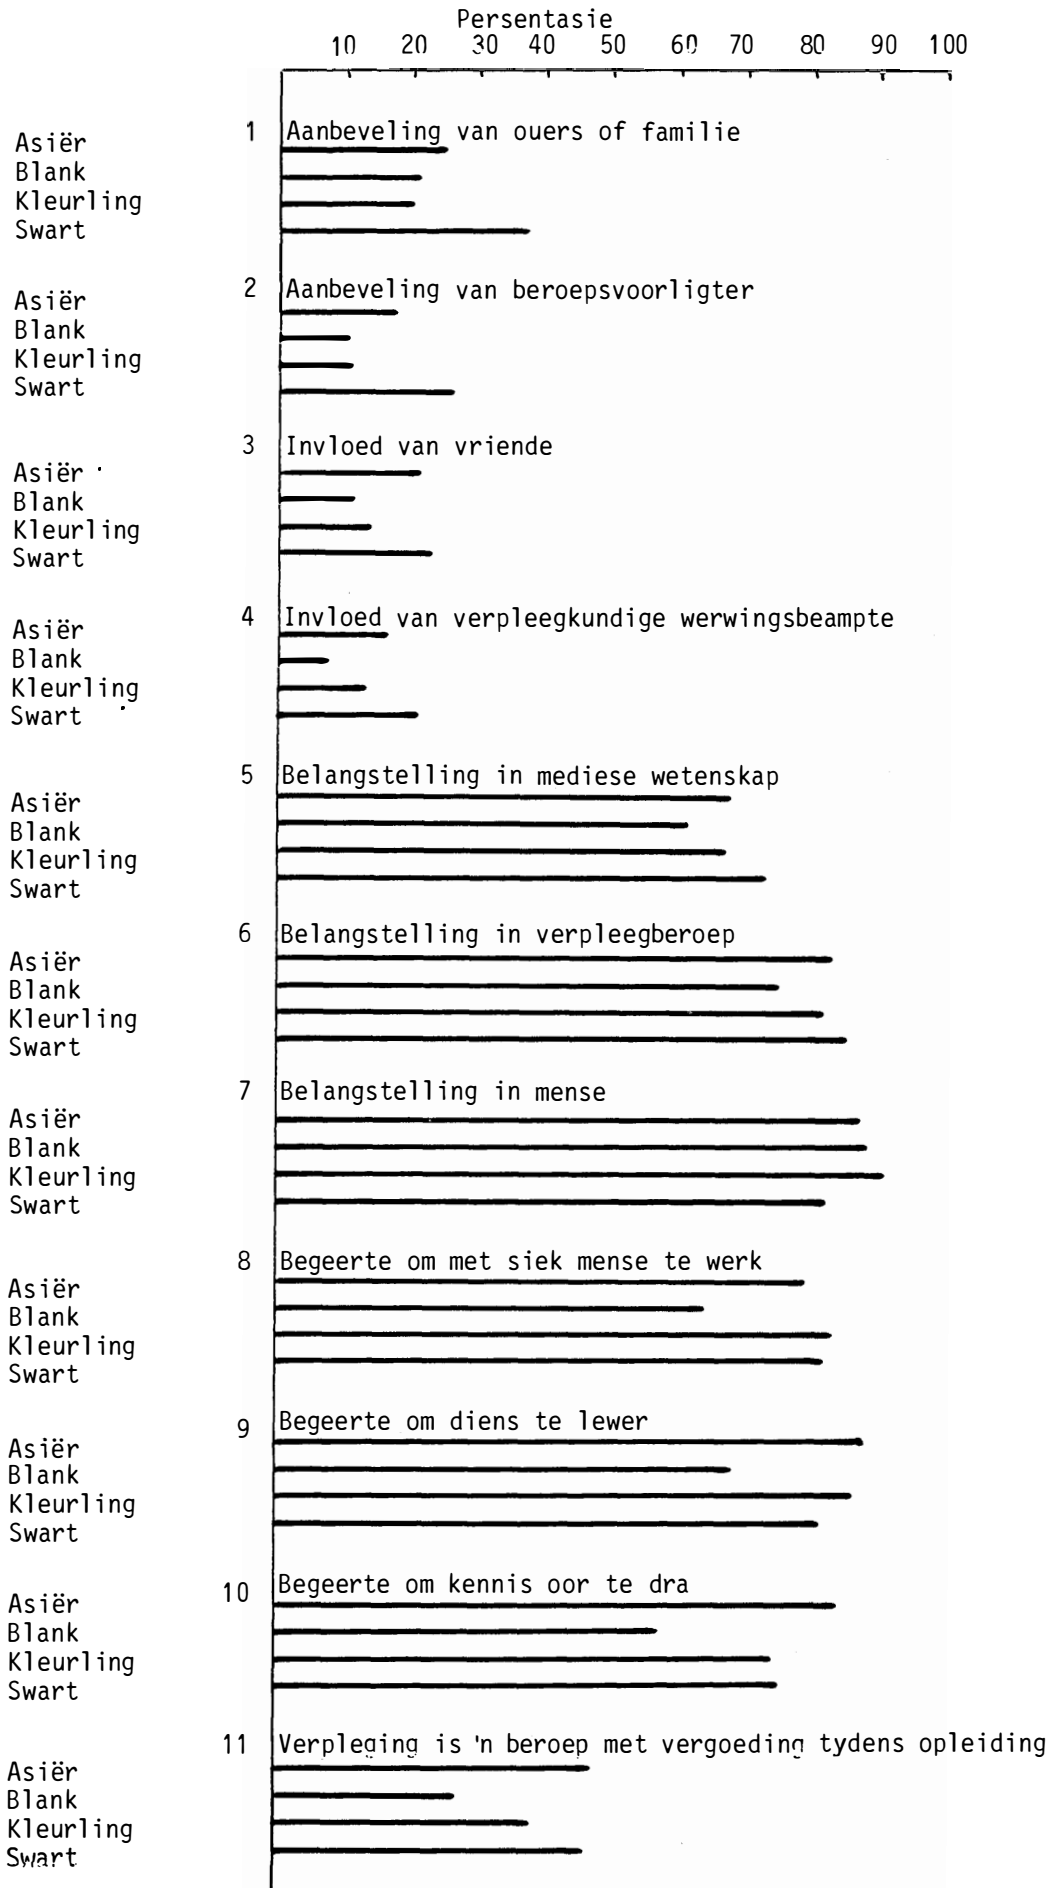 Persentasie
10 20 30 40 50 60 70 80 90 100
1 Aanbeveling van ouers of familie
Asiër
Blank
Kleurling
Swart
2 Aanbeveling van beroepsvoorligter
Asiër
Blank
Kleurling
Swart
3 Invloed van vriende
Asiër
Blank
Kleurling
Swart
4 Invloed van verpleegkundige werwingsbeampte
Asiër
Blank
Kleurling
Swart
5 Belangstelling in mediese wetenskap
Asiër
Blank
Kleurling
Swart
6 Belangstelling in verpleegberoep
Asiër
Blank
Kleurling
Swart
7 Belangstelling in mense
Asiër
Blank
Kleurling
Swart
8 Begeerte om met siek mense te werk
Asiër
Blank
Kleurling
Swart
9 Begeerte om diens te lewer
Asiër
Blank
Kleurling
Swart
10 Begeerte om kennis oor te dra
Asiër
Blank
Kleurling
Swart
11 Verpleging is 'n beroep met vergoeding tydens opleiding
Asiër
Blank
Kleurling
Swart